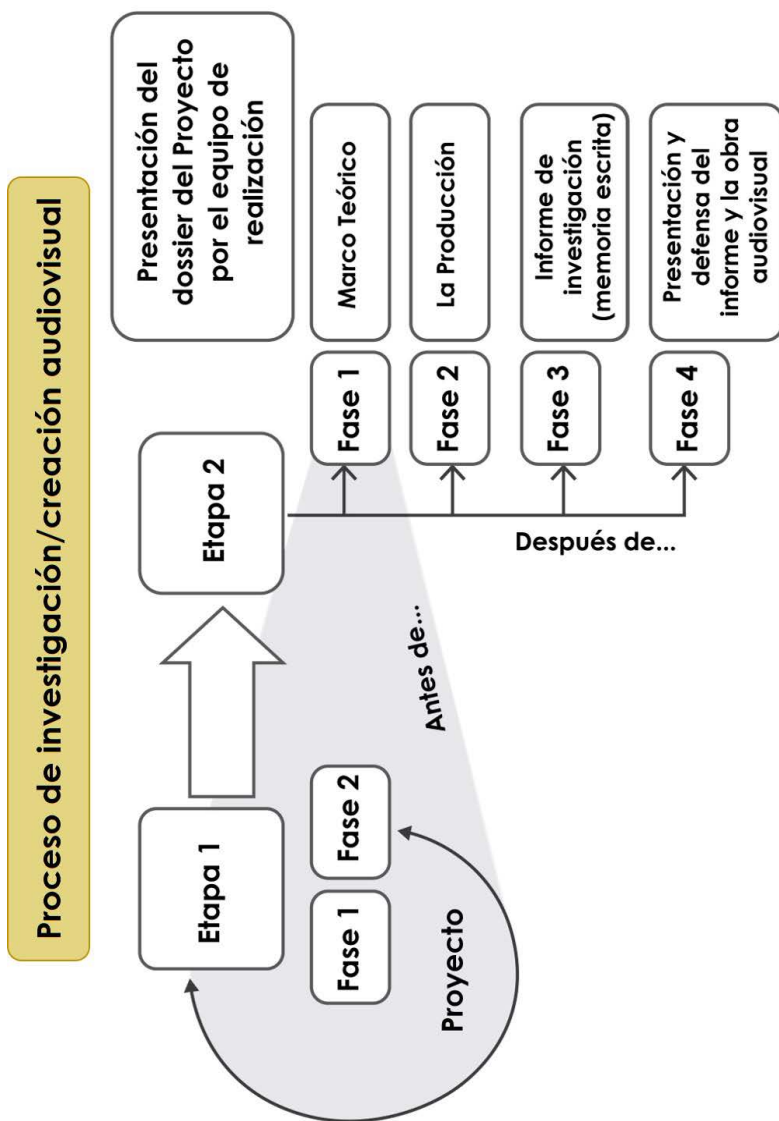 Proceso de investigación/creación audiovisual
Etapa 1
Fase 1
Fase 2
Proyecto
Antes de...
Etapa 2
Presentación del
dossier del Proyecto
por el equipo de
realización
Después de...
Fase 1
Marco Teórico
Fase 2
La Producción
Fase 3
Informe de
investigación
(memoria escrita)
Fase 4
Presentación y
defensa del
informe y la obra
audiovisual